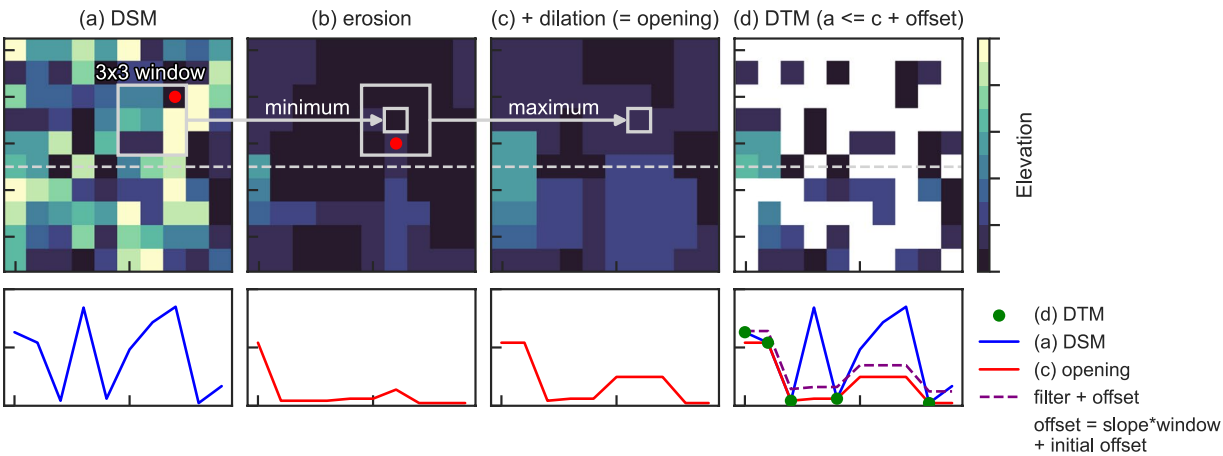 (a) DSM
(b) erosion
(c) + dilation (= opening)
(d) DTM (a <= c + offset)
3x3 window
minimum
maximum
Elevation
(d) DTM
(a) DSM
(c) opening
filter + offset
offset = slope*window
+ initial offset